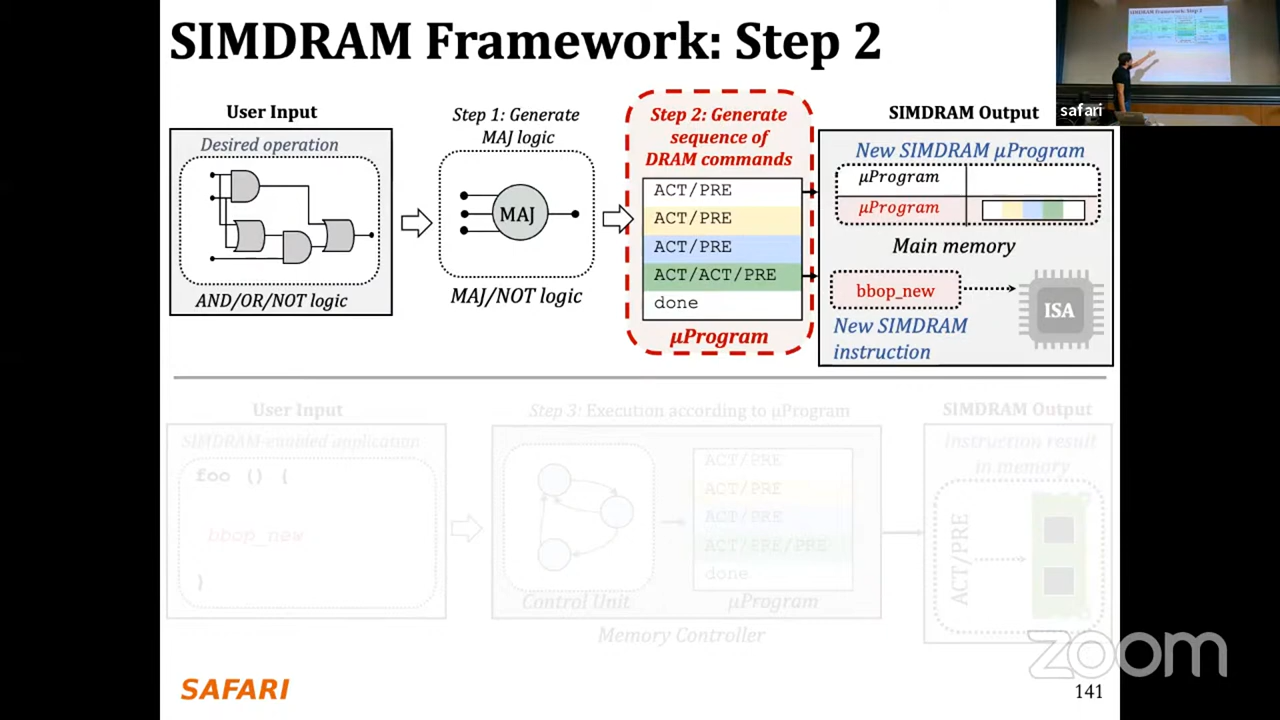 SIMDRAM Framework: Step 2
safari
User Input
Desired operation
AND/OR/NOT logic
Step 1: Generate
MAJ logic
MAJ
MAJ/NOT logic
Step 2: Generate
sequence of
DRAM commands
ACT/PRE
ACT/PRE
ACT/PRE
ACT/ACT/PRE
done
μProgram
SIMDRAM Output
New SIMDRAM μProgram
μProgram
μProgram
Main memory
bbop_new
ISA
New SIMDRAM
instruction
User Input
SIMDRAM-enabled application
foo () {
bbop_new
}
Step 3: Execution according to μProgram
Control Unit
ACT/PRE
ACT/PRE
ACT/PRE
ACT/PRE/PRE
done
μProgram
Memory Controller
SIMDRAM Output
Instruction result
in memory
ACT/PRE
zoom
SAFARI
141